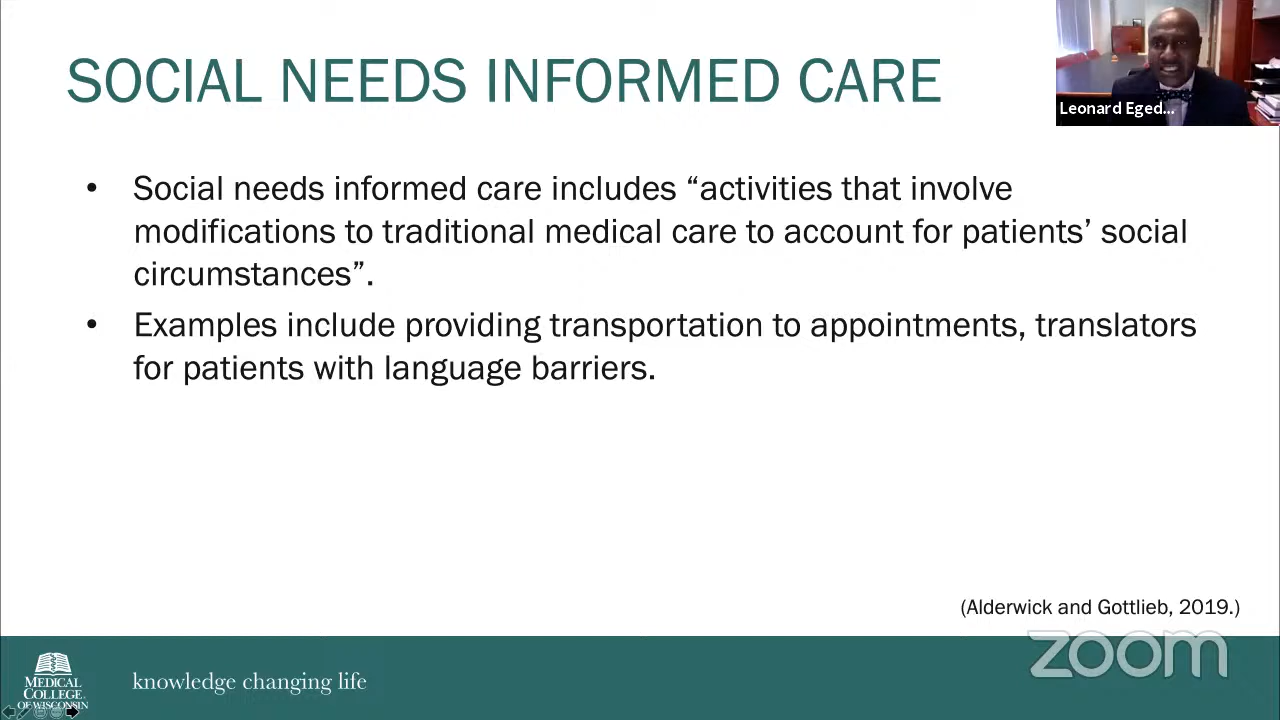 SOCIAL NEEDS INFORMED CARE
Leonard Eged...
• Social needs informed care includes “activities that involve
modifications to traditional medical care to account for patients’ social
circumstances”.
• Examples include providing transportation to appointments, translators
for patients with language barriers.
(Alderwick and Gottlieb, 2019.)
zoom
MEDICAL
COLLEGE
OF WISCONSIN
knowledge changing life